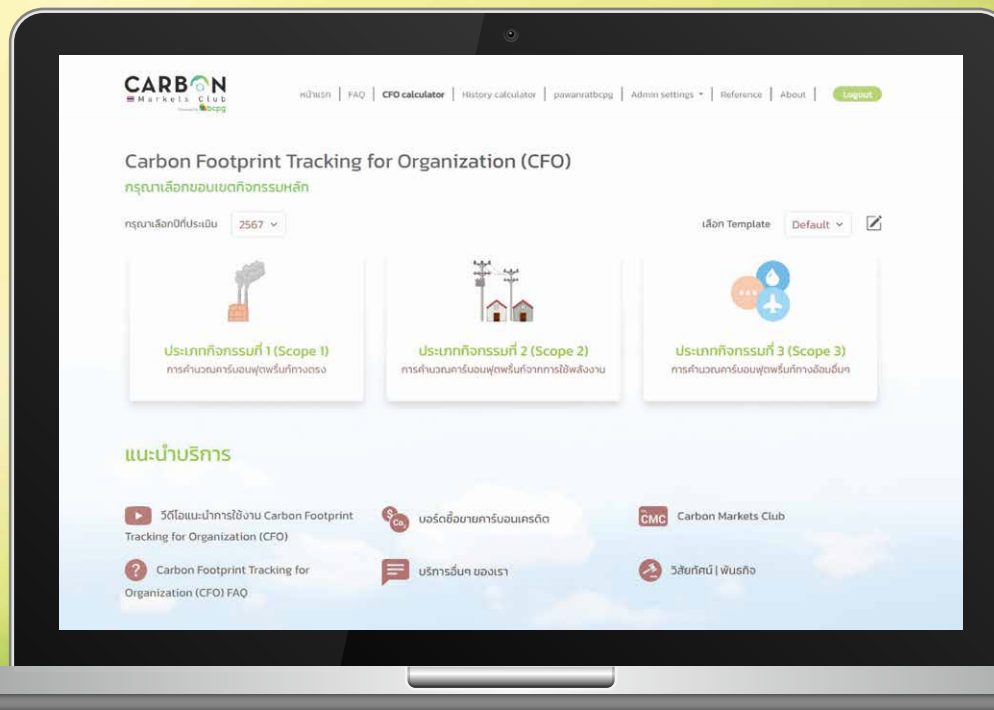 CARBON
Markets Club
Powered by bcpg
หน้าแรก | FAQ | CFO calculator | History calculator | pawanratbcpg | Admin settings | Reference | About | Logout
Carbon Footprint Tracking for Organization (CFO)
กรุณาเลือกขอบเขตกิจกรรมหลัก
กรุณาเลือกปีที่ประเมิน 2567 เลือก Template Default
ประเภทกิจกรรมที่ 1 (Scope 1)
การคำนวณคาร์บอนฟุตพริ้นท์ทางตรง
ประเภทกิจกรรมที่ 2 (Scope 2)
การคำนวณคาร์บอนฟุตพริ้นท์จากการใช้พลังงาน
ประเภทกิจกรรมที่ 3 (Scope 3)
การคำนวณคาร์บอนฟุตพริ้นท์ทางอ้อมอื่นๆ
แนะนำบริการ
วิดีโอแนะนำการใช้งาน Carbon Footprint
Tracking for Organization (CFO)
$ Co₂ บอร์ดซื้อขายคาร์บอนเครดิต
CMC Carbon Markets Club
? Carbon Footprint Tracking for
Organization (CFO) FAQ
บริการอื่นๆ ของเรา
วิสัยทัศน์ | พันธกิจ